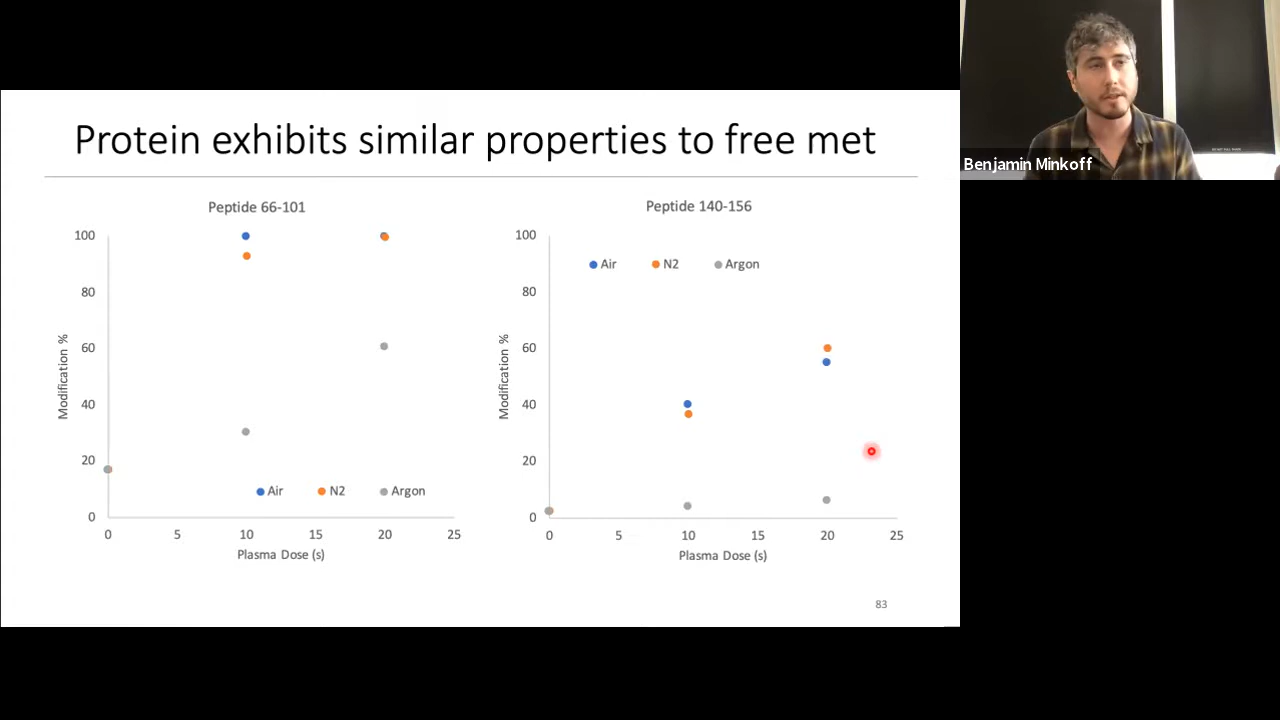 Protein exhibits similar properties to free met
Benjamin Minkoff
Peptide 66-101
100
80
60
40
20
0
Modification %
Air N2 Argon
0 5 10 15 20 25
Plasma Dose (s)
Peptide 140-156
100
80
60
40
20
0
Modification %
Air N2 Argon
0 5 10 15 20 25
Plasma Dose (s)
83